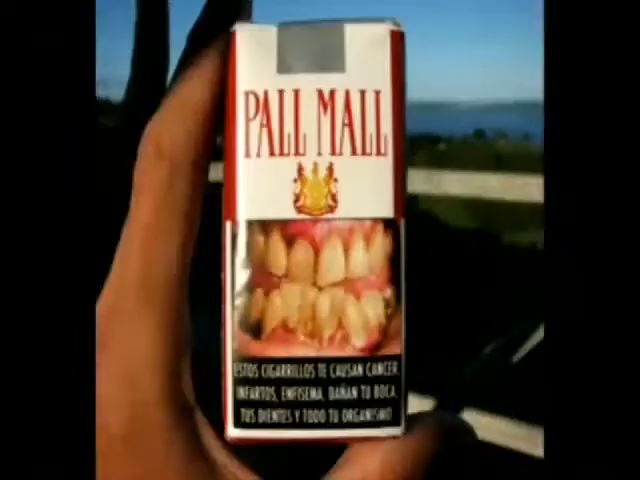 PALL MALL
ESTOS CIGARRILLOS TE CAUSAN CANCER,
INFARTOS, ENFISEMA, DAÑAN TU BOCA,
TUS DIENTES Y TODO TU ORGANISMO